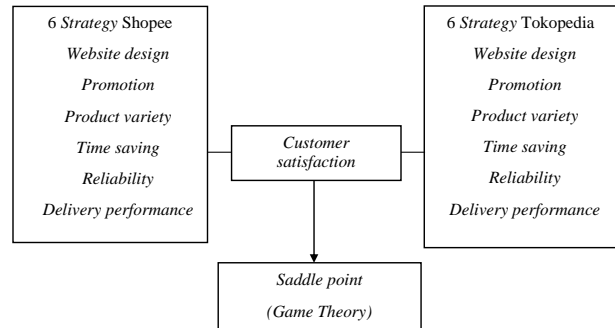 6 Strategy Shopee
Website design
Promotion
Product variety
Time saving
Reliability
Delivery performance
Customer
satisfaction
6 Strategy Tokopedia
Website design
Promotion
Product variety
Time saving
Reliability
Delivery performance
Saddle point
(Game Theory)